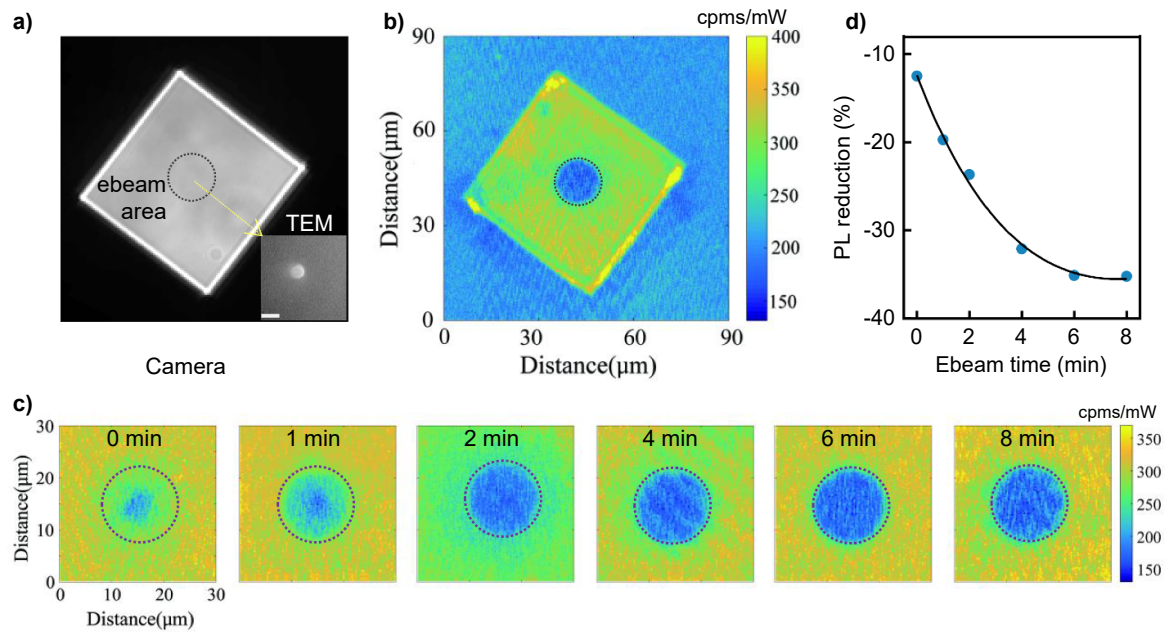 a)
ebeam
area
TEM
Camera
b)
cpms/mW
90
60
30
0
0
30
60
90
Distance(μm)
Distance(μm)
400
350
300
250
200
150
d)
-10
-20
-30
-40
0
2
4
6
8
PL reduction (%)
Ebeam time (min)
c)
0 min
1 min
2 min
4 min
6 min
8 min
30
20
10
0
0
10
20
30
Distance(μm)
Distance(μm)
cpms/mW
350
300
250
200
150